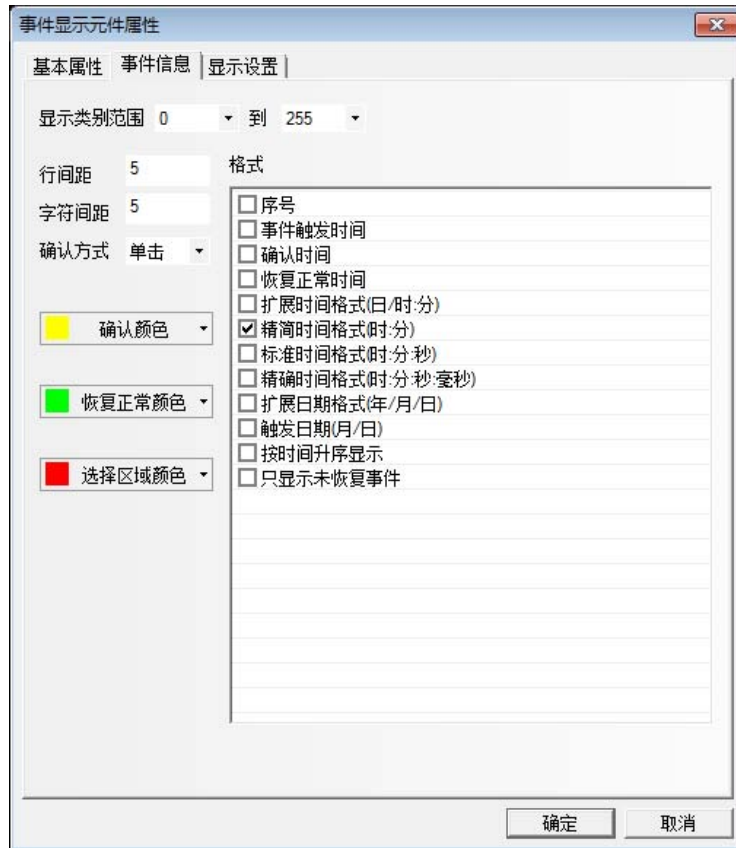 事件显示元件属性
基本属性 事件信息 显示设置
显示类别范围 0 到 255
行间距 5
字符间距 5
确认方式 单击
确认颜色
恢复正常颜色
选择区域颜色
格式
序号
事件触发时间
确认时间
恢复正常时间
扩展时间格式(日/时:分)
精简时间格式(时:分)
标准时间格式(时:分:秒)
精确时间格式(时:分:秒:毫秒)
扩展日期格式(年/月/日)
触发日期(月/日)
按时间升序显示
只显示未恢复事件
确定 取消